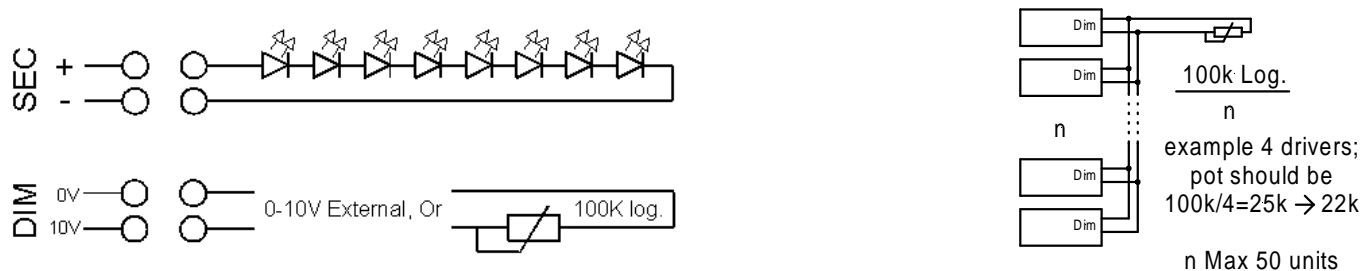 SEC
+
-
DIM
0V
10V
0-10V External, Or
100K log.
Dim
Dim
Dim
Dim
n
100k Log.
n
example 4 drivers;
pot should be
100k/4=25k → 22k
n Max 50 units